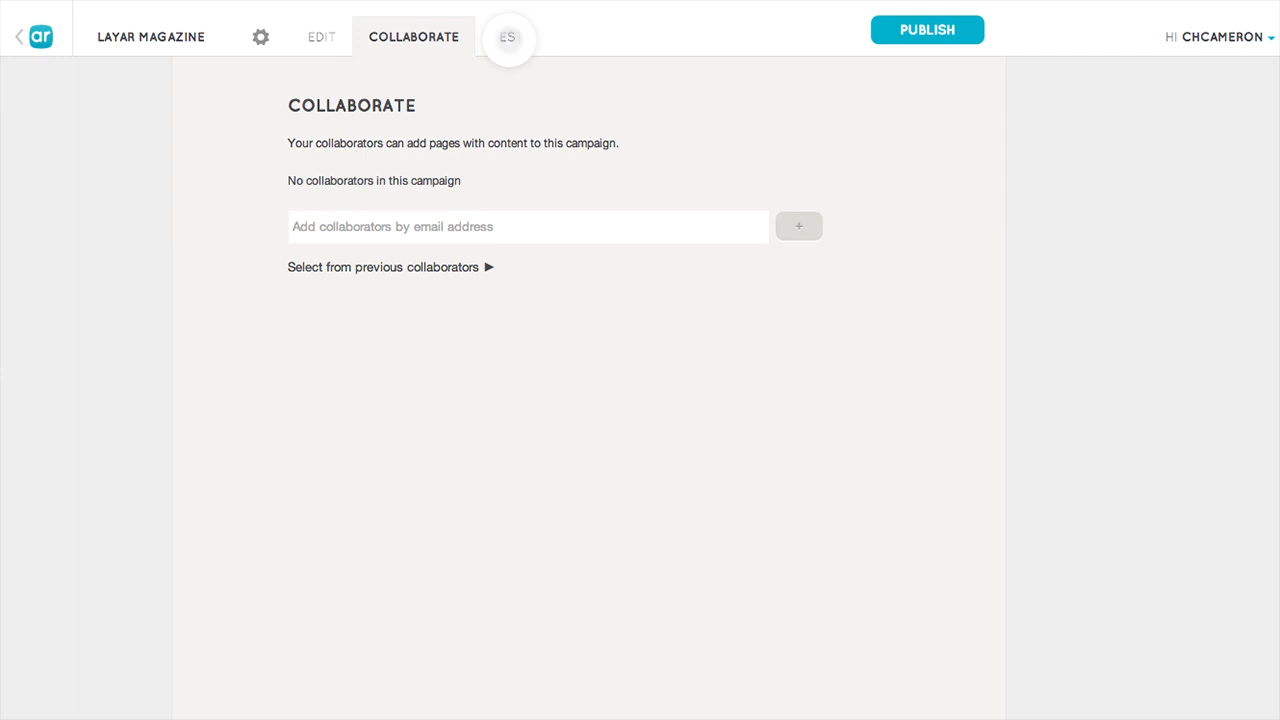 ar
LAYAR MAGAZINE
EDIT
COLLABORATE
PUBLISH
HI CHCAMERON
COLLABORATE
Your collaborators can add pages with content to this campaign.
No collaborators in this campaign
Add collaborators by email address
+
Select from previous collaborators ►